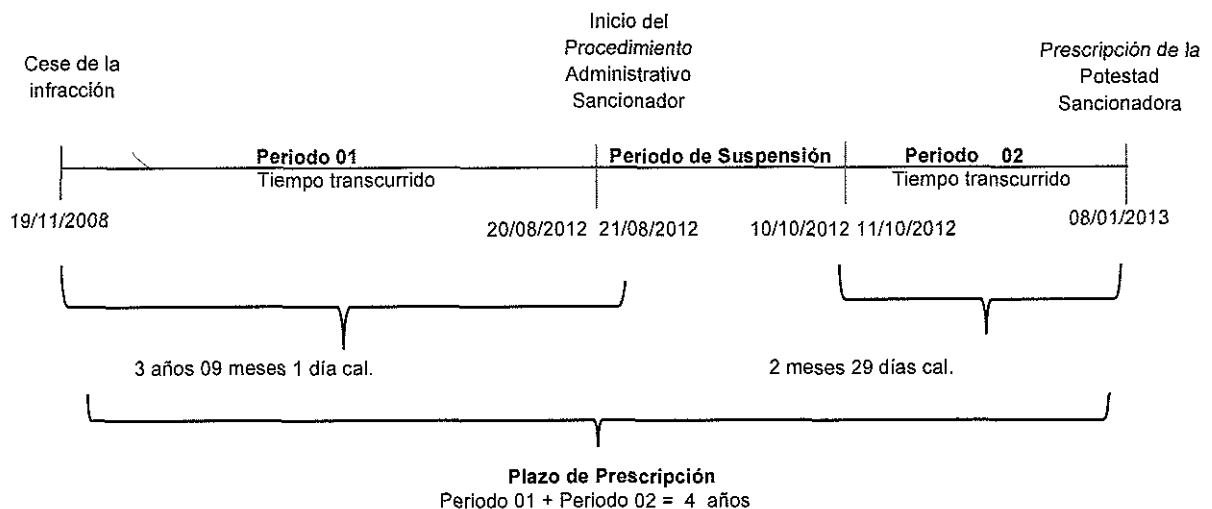 Inicio del
Procedimiento
Administrativo
Sancionador
Cese de la
infracción
Prescripción de la
Potestad
Sancionadora
Periodo 01
Periodo de Suspensión
Periodo 02
Tiempo transcurrido
Tiempo transcurrido
19/11/2008
20/08/2012 21/08/2012
10/10/2012 11/10/2012
08/01/2013
3 años 09 meses 1 día cal.
2 meses 29 días cal.
Plazo de Prescripción
Periodo 01 + Periodo 02 = 4 años